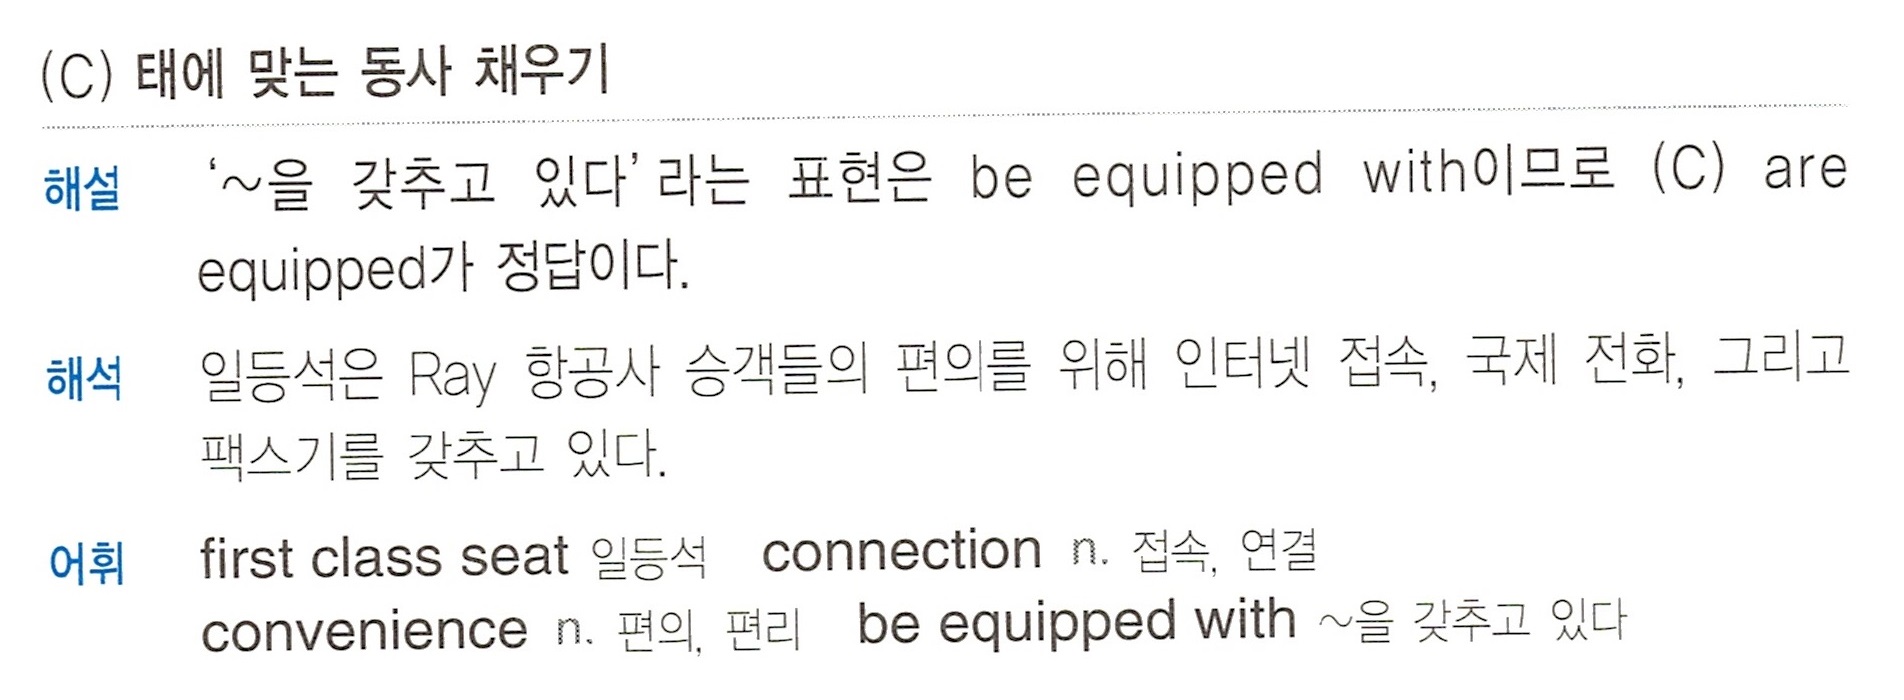 (C) 태에 맞는 동사 채우기
해설 '~을 갖추고 있다'라는 표현은 be equipped with이므로 (C) are
equipped가 정답이다.
해석 일등석은 Ray 항공사 승객들의 편의를 위해 인터넷 접속, 국제 전화, 그리고
팩스기를 갖추고 있다.
어휘 first class seat 일등석 connection n. 접속, 연결
convenience n. 편의, 편리 be equipped with ~을 갖추고 있다